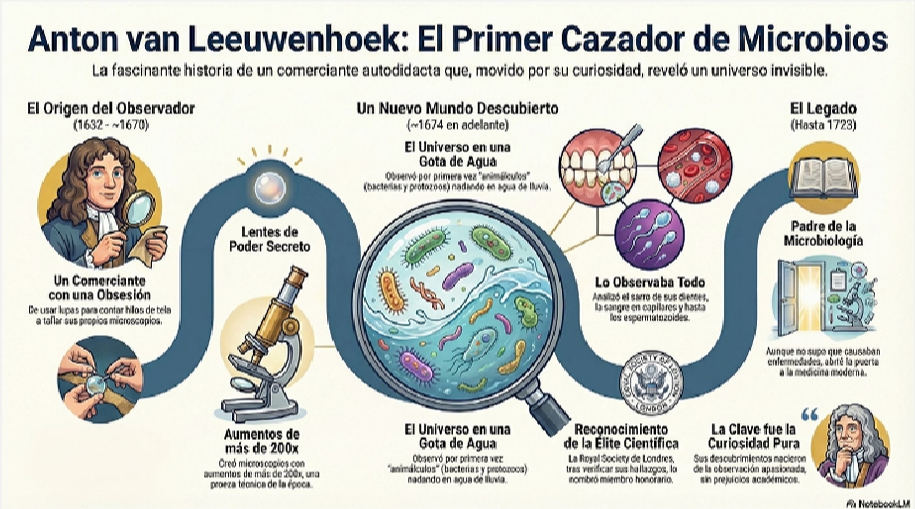 Anton van Leeuwenhoek: El Primer Cazador de Microbios
La fascinante historia de un comerciante autodidacta que, movido por su curiosidad, reveló un universo invisible.
El Origen del Observador
(1632 - ~1670)
Un Comerciante
con una Obsesión
De usar lupas para contar hilos de tela
a tallar sus propios microscopios.
Lentes de
Poder Secreto
Aumentos de
más de 200x
Creó microscopios con
aumentos de más de 200x, una
proeza técnica de la época.
Un Nuevo Mundo Descubierto
(~1674 en adelante)
El Universo en una
Gota de Agua
Observó por primera vez "animálculos"
(bacterias y protozoos) nadando en agua de lluvia.
El Universo en una
Gota de Agua
Observó por primera vez
"animálculos" (bacterias y protozoos)
nadando en agua de lluvia.
Lo Observaba Todo
Analizó el sarro de sus dientes,
la sangre en capilares y hasta
los espermatozoides.
SOCIETY OF
LONDON
Reconocimiento
de la Élite Científica
La Royal Society de Londres,
tras verificar sus hallazgos, lo
nombró miembro honorario.
El Legado
(Hasta 1723)
Padre de la
Microbiología
Aunque no supo que causaban
enfermedades, abrió la puerta
a la medicina moderna.
“
La Clave fue la
Curiosidad Pura
Sus descubrimientos nacieron
de la observación apasionada,
sin prejuicios académicos.
NotebookLM